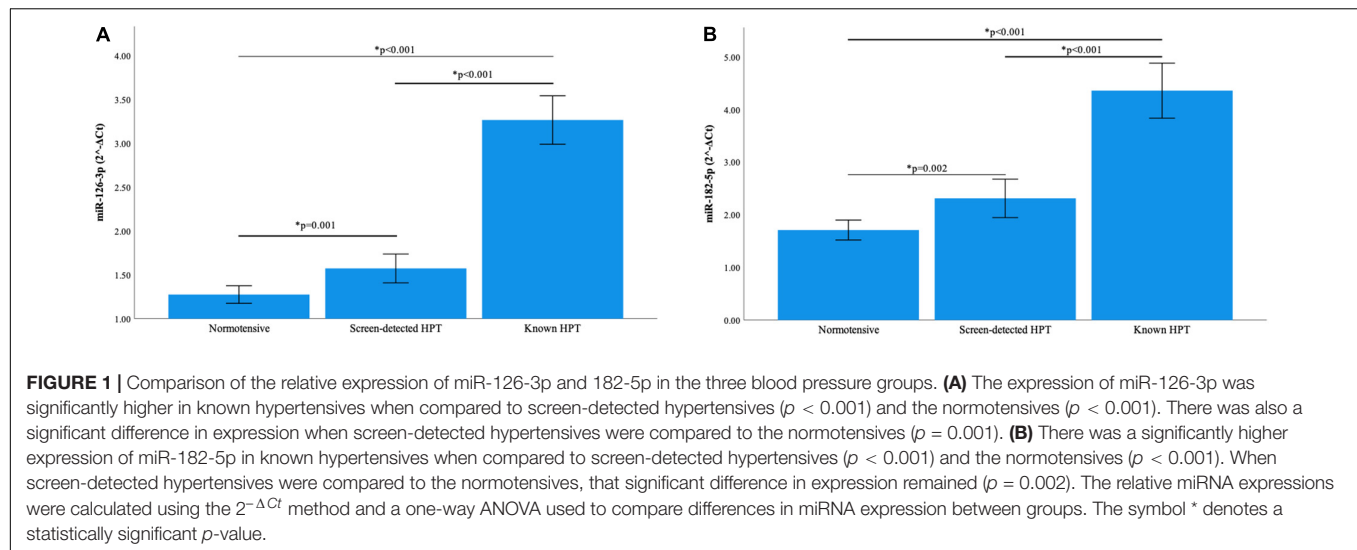 A
*p<0.001
*p<0.001
*p=0.001
miR-126-3p (2^-ΔCt)
4.00
3.50
3.00
2.50
2.00
1.50
1.00
Normotensive
Screen-detected HPT
Known HPT
B
*p<0.001
*p<0.001
*p=0.002
miR-182-5p (2^-ΔCt)
5.00
4.00
3.00
2.00
1.00
0.00
Normotensive
Screen-detected HPT
Known HPT
FIGURE 1 | Comparison of the relative expression of miR-126-3p and 182-5p in the three blood pressure groups. (A) The expression of miR-126-3p was
significantly higher in known hypertensives when compared to screen-detected hypertensives (p < 0.001) and the normotensives (p < 0.001). There was also a
significant difference in expression when screen-detected hypertensives were compared to the normotensives (p = 0.001). (B) There was a significantly higher
expression of miR-182-5p in known hypertensives when compared to screen-detected hypertensives (p < 0.001) and the normotensives (p < 0.001). When
screen-detected hypertensives were compared to the normotensives, that significant difference in expression remained (p = 0.002). The relative miRNA expressions
were calculated using the 2^−ΔCt method and a one-way ANOVA used to compare differences in miRNA expression between groups. The symbol * denotes a
statistically significant p-value.